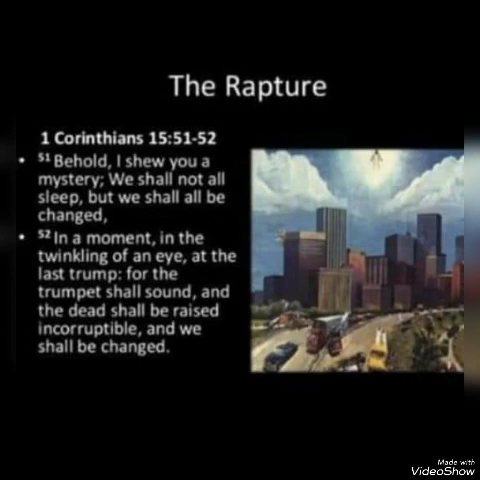 The Rapture
1 Corinthians 15:51-52
• 51 Behold, I shew you a
mystery; We shall not all
sleep, but we shall all be
changed,
• 52 In a moment, in the
twinkling of an eye, at the
last trump: for the
trumpet shall sound, and
the dead shall be raised
incorruptible, and we
shall be changed.
Made with
VideoShow